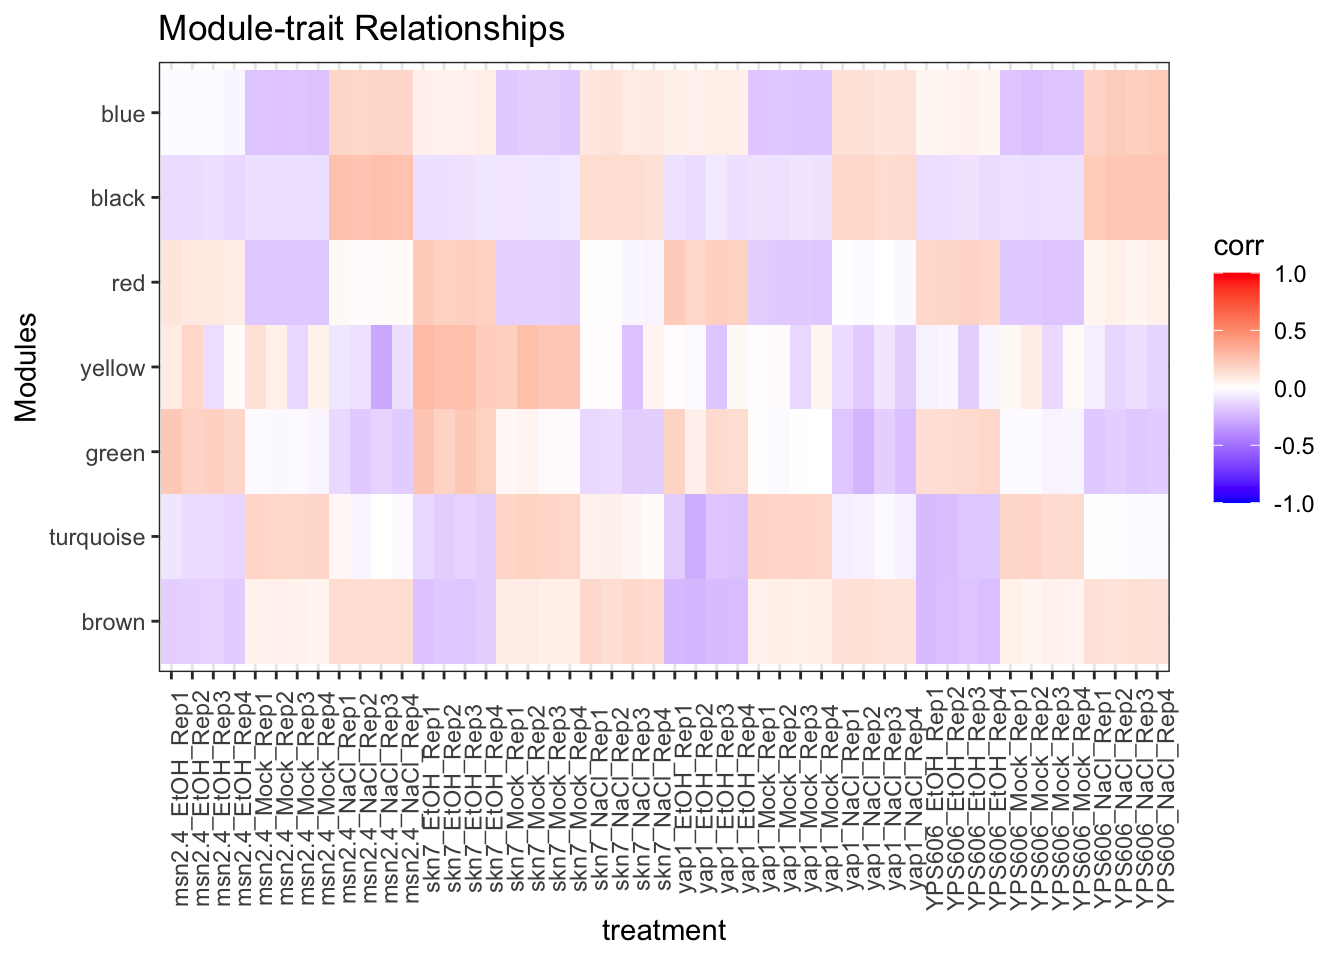 Module-trait Relationships
Modules
blue
black
red
yellow
green
turquoise
brown
corr
1.0
0.5
0.0
-0.5
-1.0
msn2.4_EtOH_Rep1
msn2.4_EtOH_Rep2
msn2.4_EtOH_Rep3
msn2.4_EtOH_Rep4
msn2.4_Mock_Rep1
msn2.4_Mock_Rep2
msn2.4_Mock_Rep3
msn2.4_Mock_Rep4
msn2.4_NaCl_Rep1
msn2.4_NaCl_Rep2
msn2.4_NaCl_Rep3
msn2.4_NaCl_Rep4
skn7_EtOH_Rep1
skn7_EtOH_Rep2
skn7_EtOH_Rep3
skn7_EtOH_Rep4
skn7_Mock_Rep1
skn7_Mock_Rep2
skn7_Mock_Rep3
skn7_Mock_Rep4
skn7_NaCl_Rep1
skn7_NaCl_Rep2
skn7_NaCl_Rep3
skn7_NaCl_Rep4
yap1_EtOH_Rep1
yap1_EtOH_Rep2
yap1_EtOH_Rep3
yap1_EtOH_Rep4
yap1_Mock_Rep1
yap1_Mock_Rep2
yap1_Mock_Rep3
yap1_Mock_Rep4
yap1_NaCl_Rep1
yap1_NaCl_Rep2
yap1_NaCl_Rep3
yap1_NaCl_Rep4
YPS606_EtOH_Rep1
YPS606_EtOH_Rep2
YPS606_EtOH_Rep3
YPS606_EtOH_Rep4
YPS606_Mock_Rep1
YPS606_Mock_Rep2
YPS606_Mock_Rep3
YPS606_Mock_Rep4
YPS606_NaCl_Rep1
YPS606_NaCl_Rep2
YPS606_NaCl_Rep3
YPS606_NaCl_Rep4
treatment